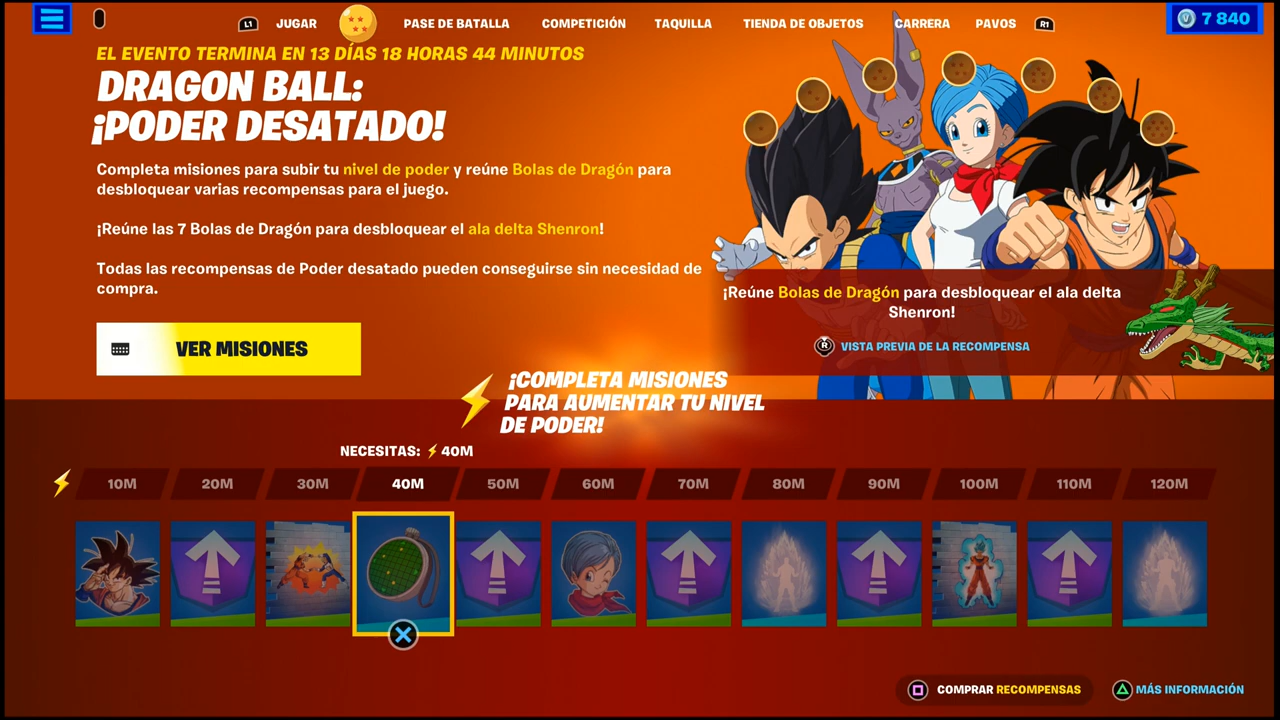 L1 JUGAR PASE DE BATALLA COMPETICIÓN TAQUILLA TIENDA DE OBJETOS CARRERA PAVOS R1
V 7 840
EL EVENTO TERMINA EN 13 DÍAS 18 HORAS 44 MINUTOS
DRAGON BALL:
¡PODER DESATADO!
Completa misiones para subir tu nivel de poder y reúne Bolas de Dragón para
desbloquear varias recompensas para el juego.
¡Reúne las 7 Bolas de Dragón para desbloquear el ala delta Shenron!
Todas las recompensas de Poder desatado pueden conseguirse sin necesidad de
compra.
VER MISIONES
¡Reúne Bolas de Dragón para desbloquear el ala delta
Shenron!
R VISTA PREVIA DE LA RECOMPENSA
¡COMPLETA MISIONES
PARA AUMENTAR TU NIVEL
DE PODER!
NECESITAS: 40M
10M 20M 30M 40M 50M 60M 70M 80M 90M 100M 110M 120M
COMPRAR RECOMPENSAS
MÁS INFORMACIÓN